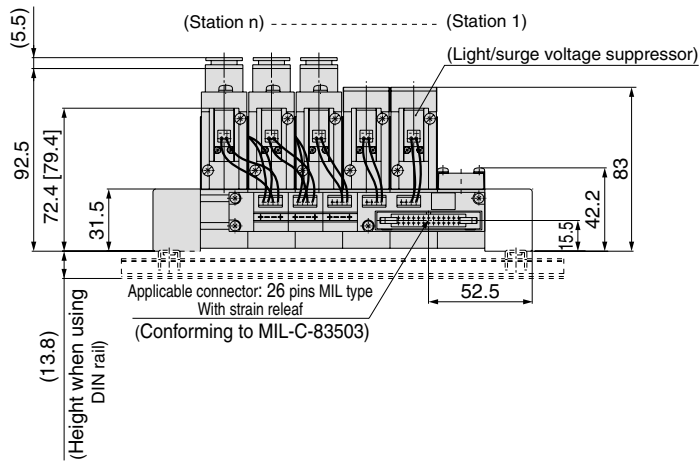 (Station n)
(Station 1)
(5.5)
(Light/surge voltage suppressor)
92.5
72.4 [79.4]
31.5
83
42.2
15.5
52.5
Applicable connector: 26 pins MIL type
With strain releaf
(Conforming to MIL-C-83503)
(13.8)
(Height when using
DIN rail)